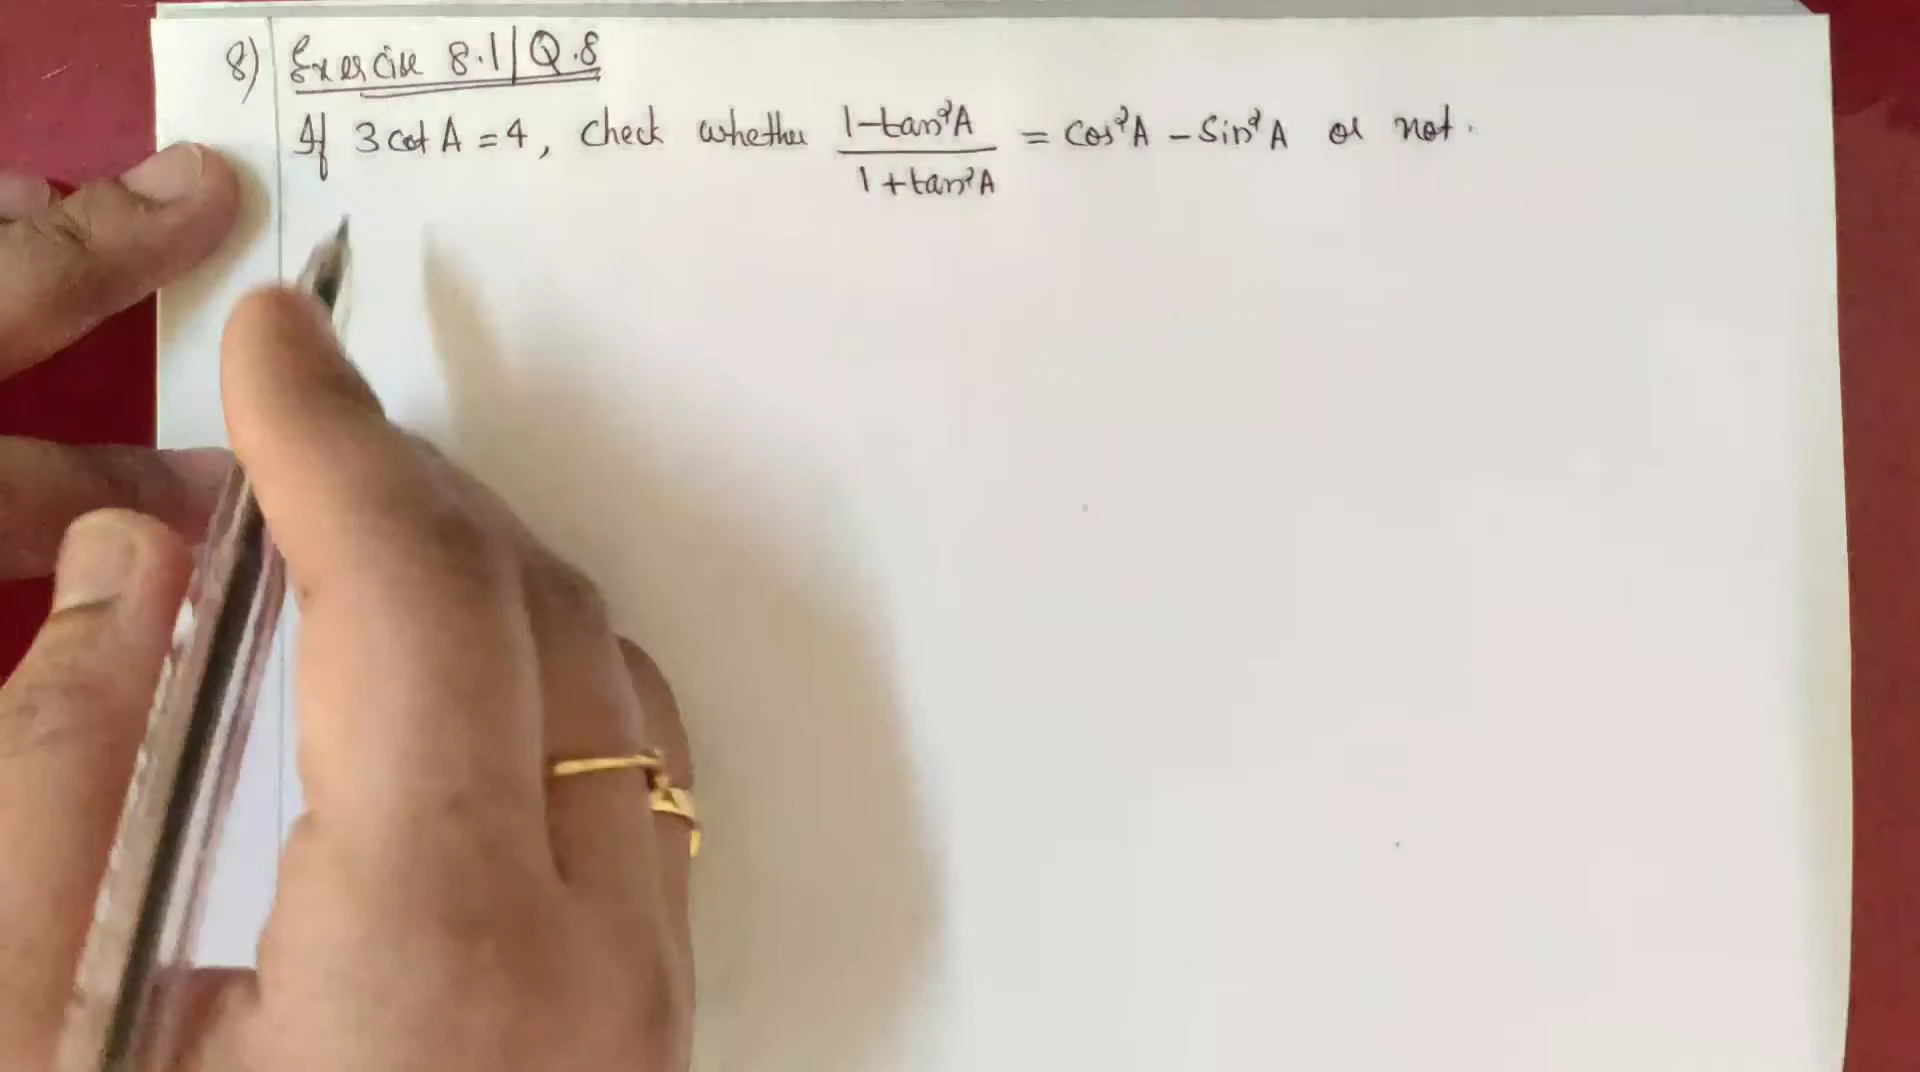 8) Exercise 8.1 | Q.8
If 3 cot A = 4, check whether (1-tan²A)/(1+tan²A) = cos²A - Sin²A or not.